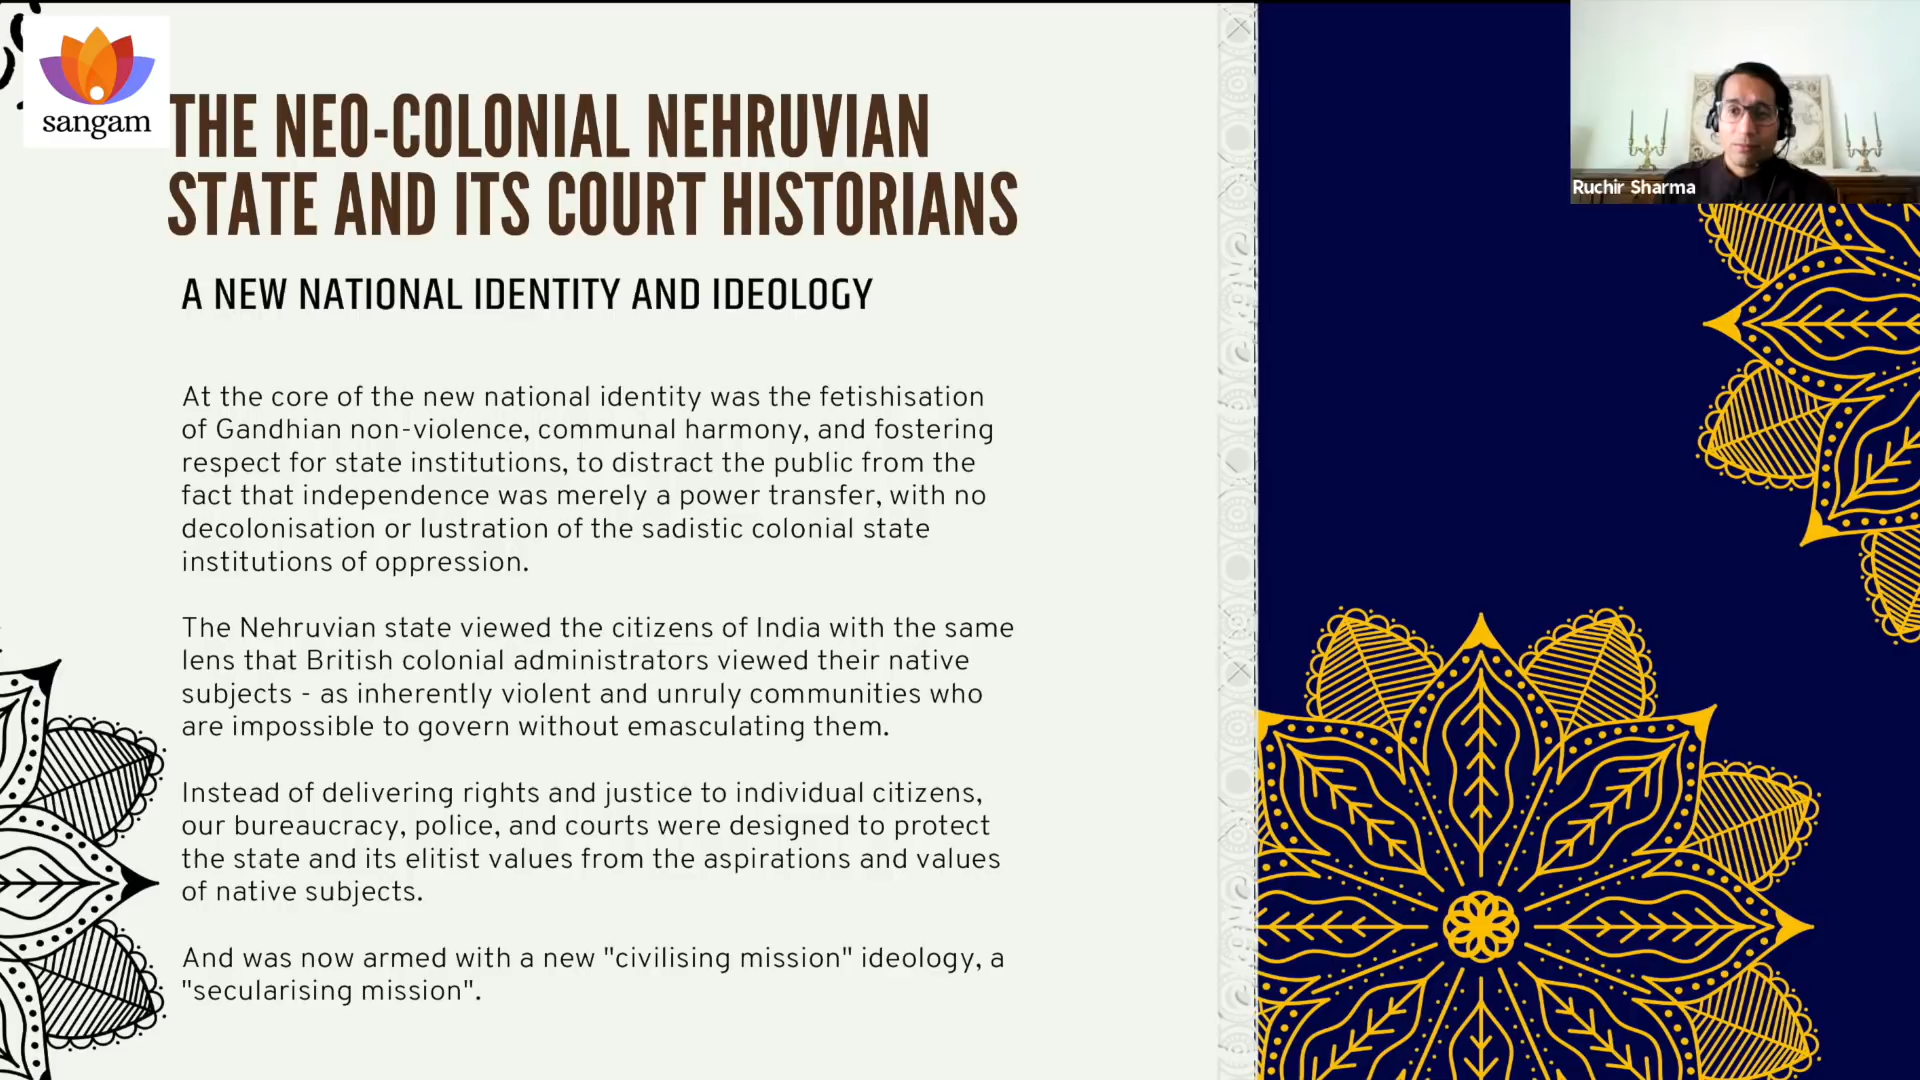 sangam
THE NEO-COLONIAL NEHRUVIAN
STATE AND ITS COURT HISTORIANS
A NEW NATIONAL IDENTITY AND IDEOLOGY
At the core of the new national identity was the fetishisation
of Gandhian non-violence, communal harmony, and fostering
respect for state institutions, to distract the public from the
fact that independence was merely a power transfer, with no
decolonisation or lustration of the sadistic colonial state
institutions of oppression.
The Nehruvian state viewed the citizens of India with the same
lens that British colonial administrators viewed their native
subjects - as inherently violent and unruly communities who
are impossible to govern without emasculating them.
Instead of delivering rights and justice to individual citizens,
our bureaucracy, police, and courts were designed to protect
the state and its elitist values from the aspirations and values
of native subjects.
And was now armed with a new "civilising mission" ideology, a
"secularising mission".
Ruchir Sharma